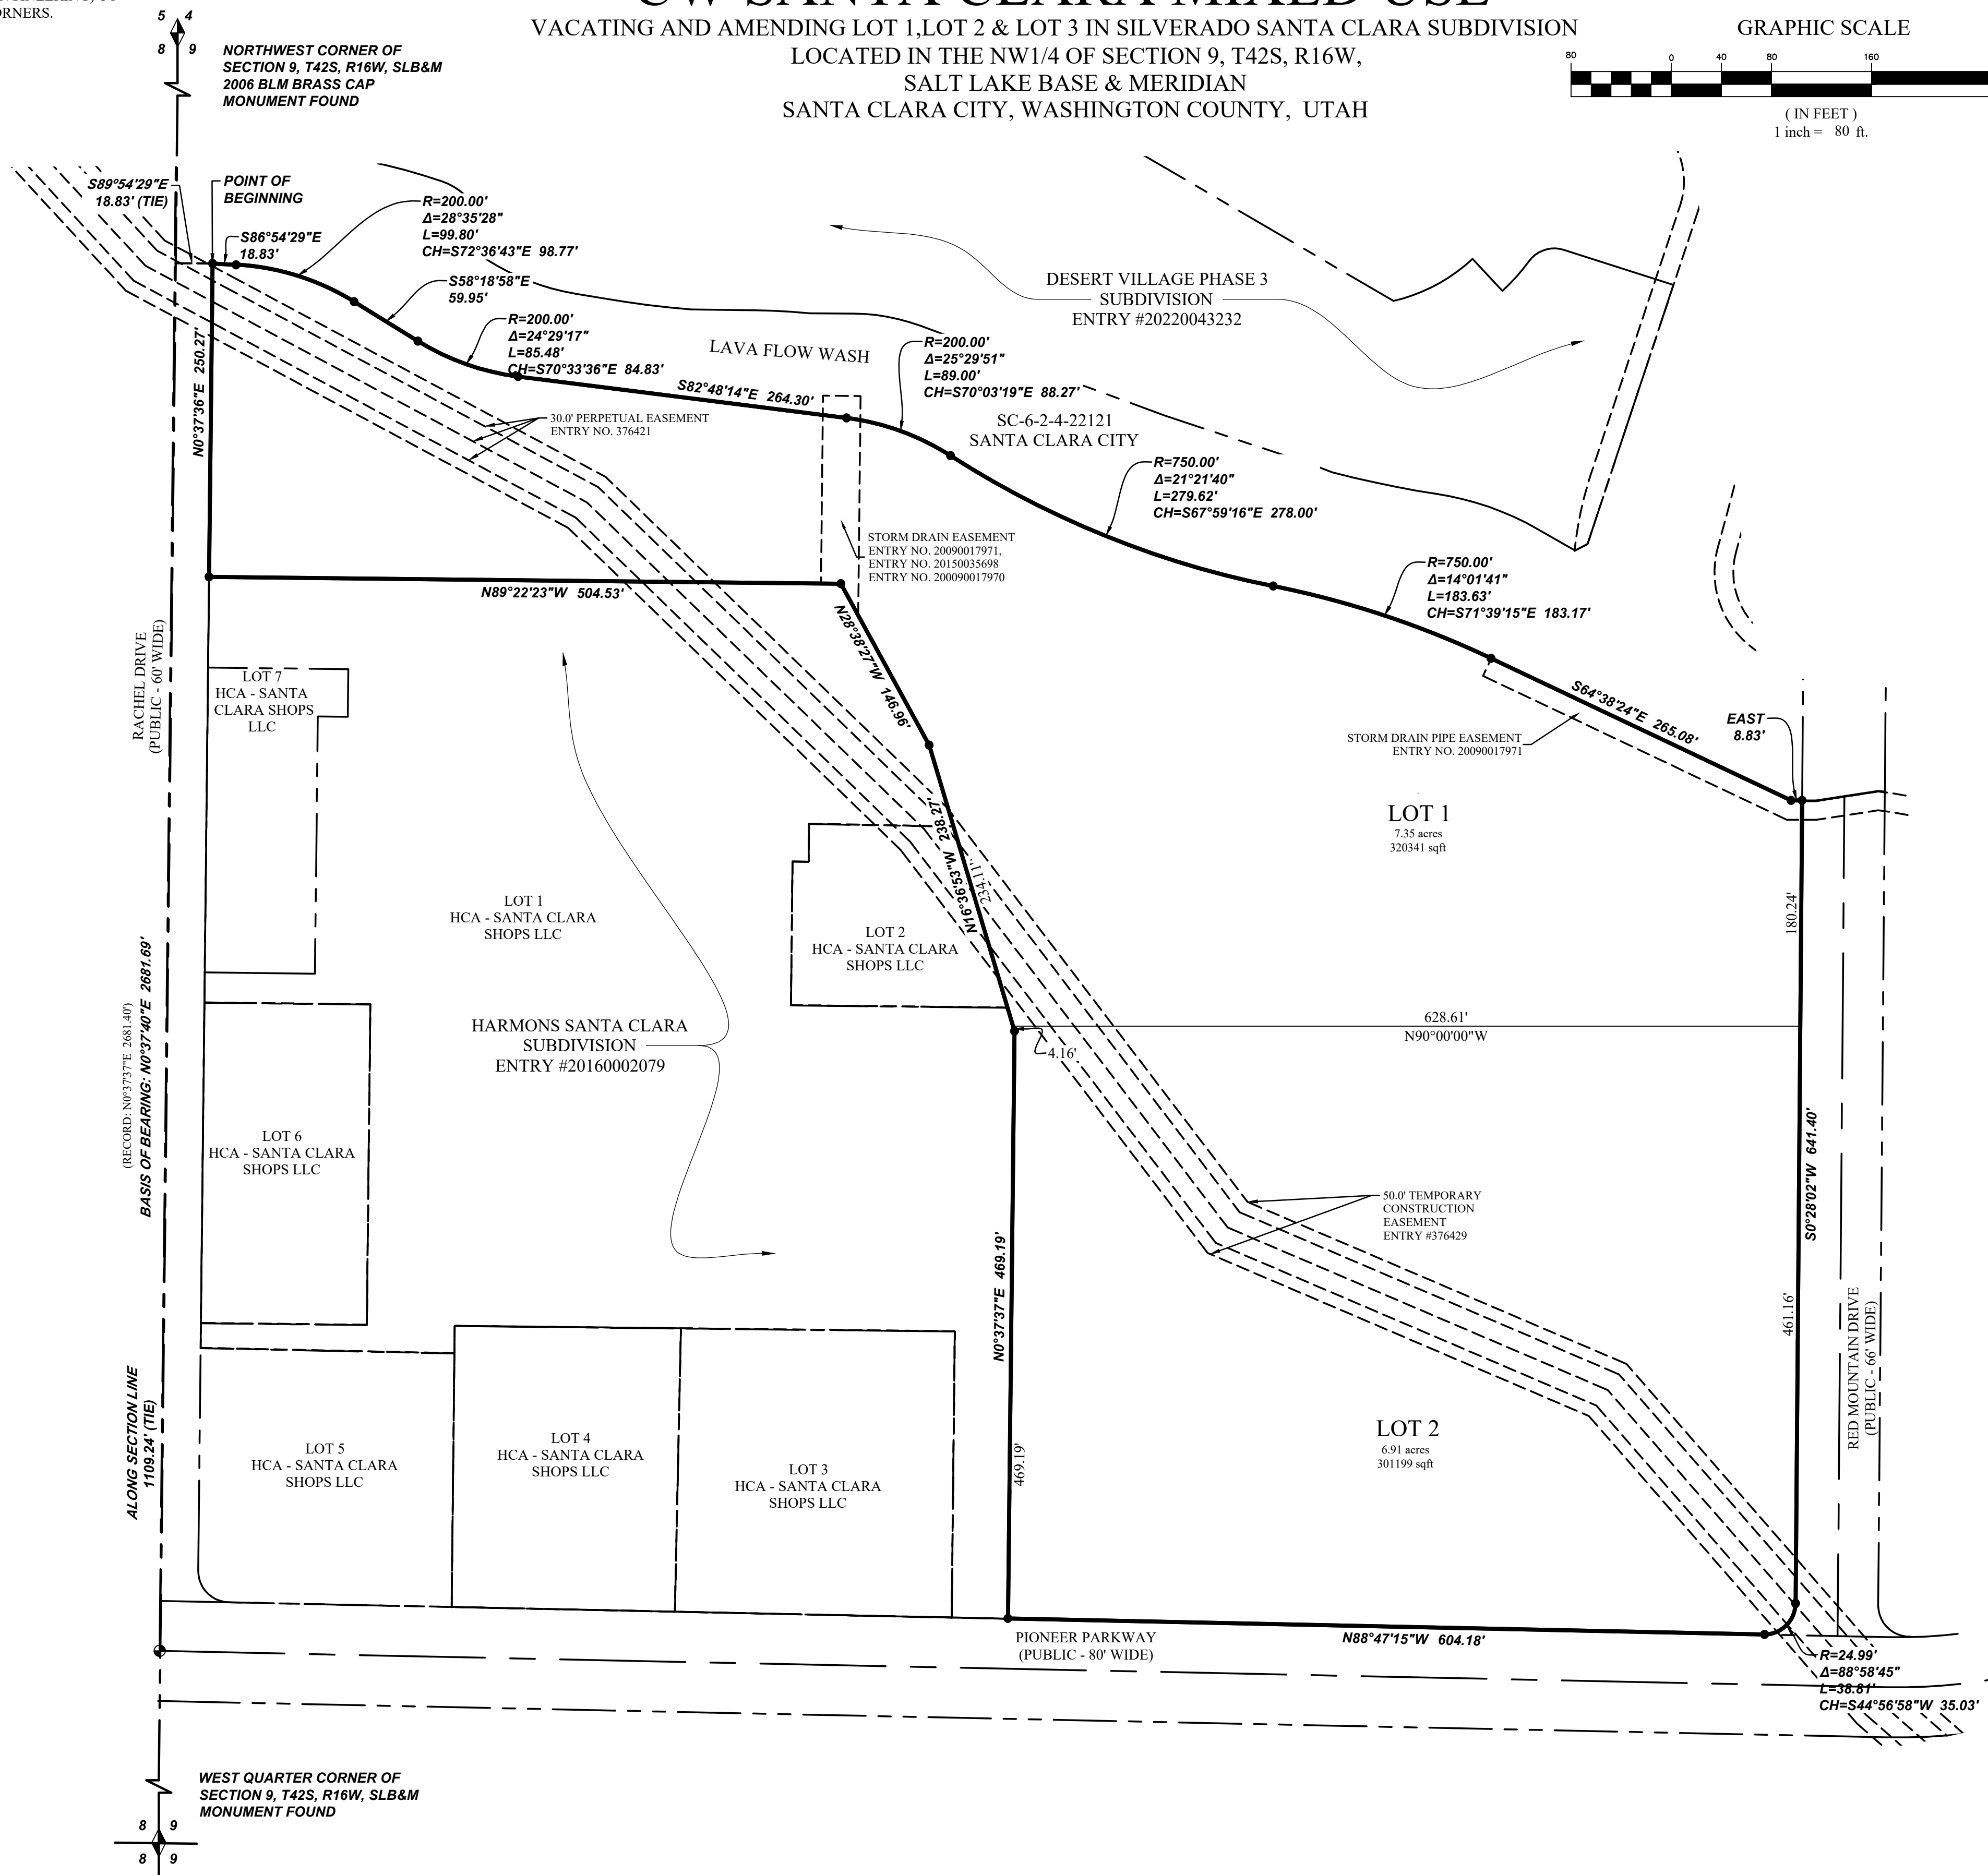 ORNERS.
VACATING AND AMENDING LOT 1,LOT 2 & LOT 3 IN SILVERADO SANTA CLARA SUBDIVISION
LOCATED IN THE NW1/4 OF SECTION 9, T42S, R16W,
SALT LAKE BASE & MERIDIAN
SANTA CLARA CITY, WASHINGTON COUNTY, UTAH
GRAPHIC SCALE
80 0 40 80 160
( IN FEET )
1 inch = 80 ft.
5 4
8 9
NORTHWEST CORNER OF
SECTION 9, T42S, R16W, SLB&M
2006 BLM BRASS CAP
MONUMENT FOUND
S89°54'29"E
18.83' (TIE)
POINT OF
BEGINNING
S86°54'29"E
18.83'
R=200.00'
Δ=28°35'28"
L=99.80'
CH=S72°36'43"E 98.77'
S58°18'58"E
59.95'
R=200.00'
Δ=24°29'17"
L=85.48'
CH=S70°33'36"E 84.83'
LAVA FLOW WASH
S82°48'14"E 264.30'
R=200.00'
Δ=25°29'51"
L=89.00'
CH=S70°03'19"E 88.27'
DESERT VILLAGE PHASE 3
SUBDIVISION
ENTRY #20220043232
SC-6-2-4-22121
SANTA CLARA CITY
R=750.00'
Δ=21°21'40"
L=279.62'
CH=S67°59'16"E 278.00'
R=750.00'
Δ=14°01'41"
L=183.63'
CH=S71°39'15"E 183.17'
S64°38'24"E 265.08'
EAST
8.83'
STORM DRAIN PIPE EASEMENT
ENTRY NO. 20090017971
N0°37'36"E 250.27'
30.0' PERPETUAL EASEMENT
ENTRY NO. 376421
STORM DRAIN EASEMENT
ENTRY NO. 20090017971,
ENTRY NO. 20150035698
ENTRY NO. 200090017970
N89°22'23"W 504.53'
N28°38'27"W 146.96'
N16°36'53"W 238.27'
234.11'
RACHEL DRIVE
(PUBLIC - 60' WIDE)
LOT 7
HCA - SANTA
CLARA SHOPS
LLC
LOT 1
HCA - SANTA CLARA
SHOPS LLC
LOT 2
HCA - SANTA CLARA
SHOPS LLC
LOT 1
7.35 acres
320341 sqft
180.24'
628.61'
N90°00'00"W
4.16'
HARMONS SANTA CLARA
SUBDIVISION
ENTRY #20160002079
(RECORD: N0°37'37"E 2681.40')
BASIS OF BEARING: N0°37'40"E 2681.69'
LOT 6
HCA - SANTA CLARA
SHOPS LLC
50.0' TEMPORARY
CONSTRUCTION
EASEMENT
ENTRY #376429
S0°28'02"W 641.40'
461.16'
N0°37'37"E 469.19'
469.19'
RED MOUNTAIN DRIVE
(PUBLIC - 66' WIDE)
ALONG SECTION LINE
1109.24' (TIE)
LOT 5
HCA - SANTA CLARA
SHOPS LLC
LOT 4
HCA - SANTA CLARA
SHOPS LLC
LOT 3
HCA - SANTA CLARA
SHOPS LLC
LOT 2
6.91 acres
301199 sqft
PIONEER PARKWAY
(PUBLIC - 80' WIDE)
N88°47'15"W 604.18'
R=24.99'
Δ=88°58'45"
L=38.81'
CH=S44°56'58"W 35.03'
WEST QUARTER CORNER OF
SECTION 9, T42S, R16W, SLB&M
MONUMENT FOUND
8 9
8 9